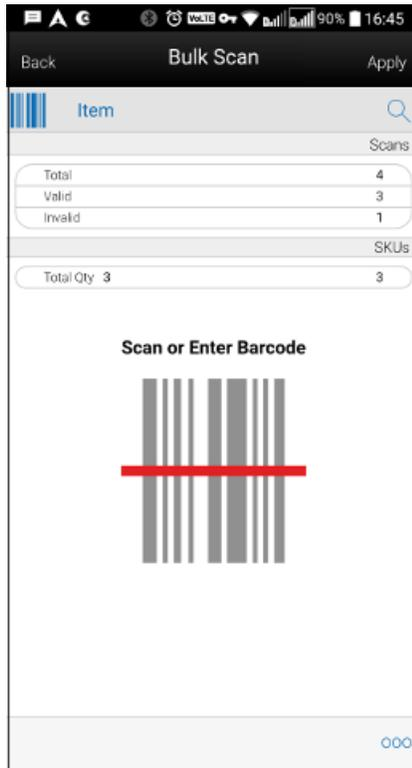 VoLTE 90% 16:45
Back Bulk Scan Apply
Item
Scans
Total 4
Valid 3
Invalid 1
SKUs
Total Qty 3 3
Scan or Enter Barcode